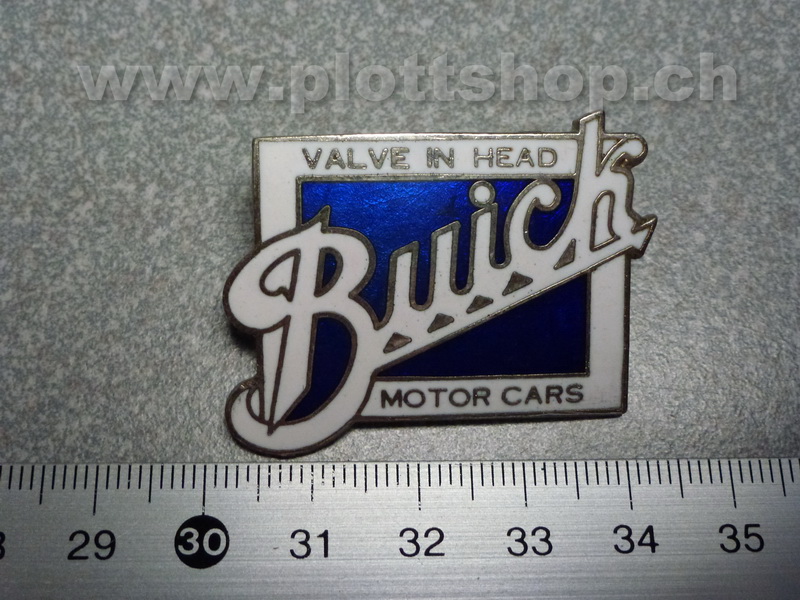 www.plottshop.ch
VALVE IN HEAD
Buick
MOTOR CARS
29 30 31 32 33 34 35